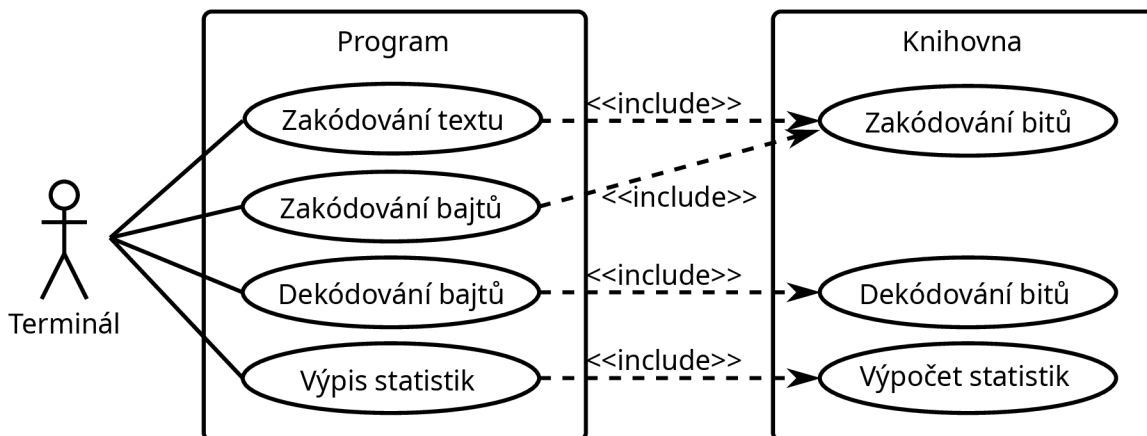 Program
Knihovna
Zakódování textu
<<include>>
Zakódování bitů
Zakódování bajtů
<<include>>
Dekódování bajtů
<<include>>
Dekódování bitů
Terminál
Výpis statistik
<<include>>
Výpočet statistik